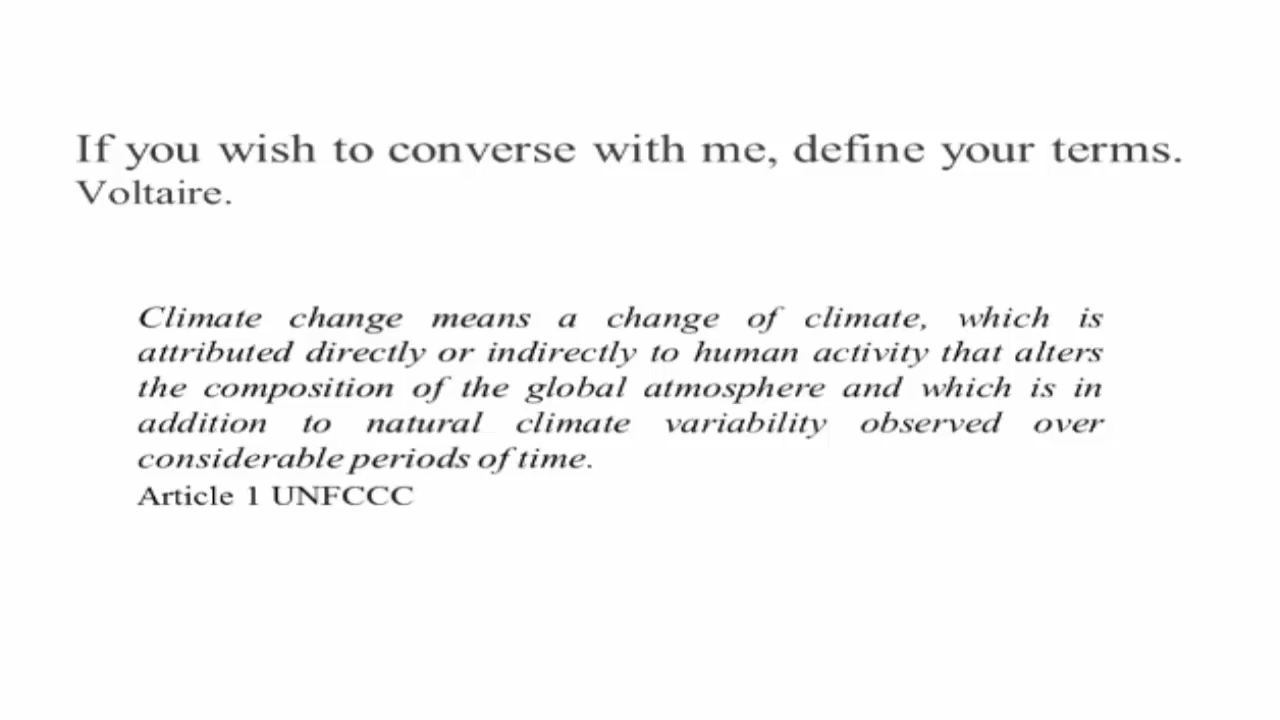 If you wish to converse with me, define your terms.
Voltaire.
Climate change means a change of climate, which is
attributed directly or indirectly to human activity that alters
the composition of the global atmosphere and which is in
addition to natural climate variability observed over
considerable periods of time.
Article 1 UNFCCC